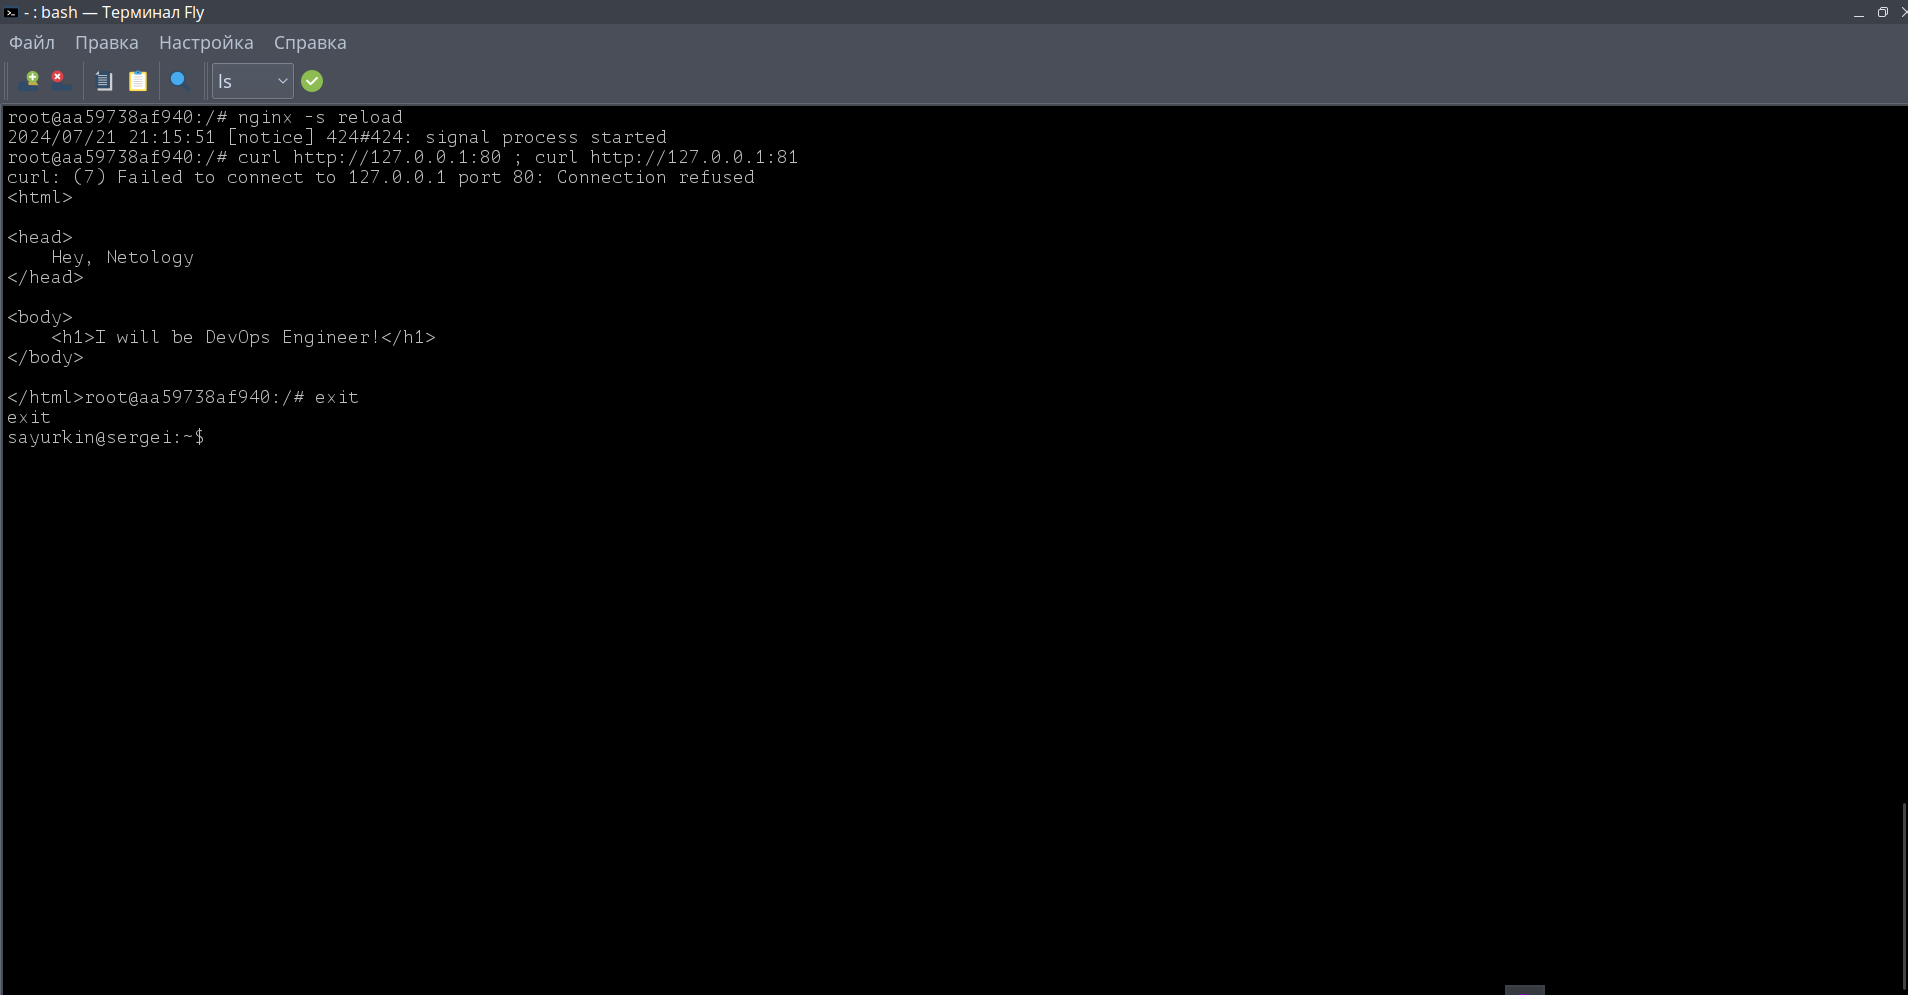 - : bash — Терминал Fly
Файл Правка Настройка Справка
ls
root@aa59738af940:/# nginx -s reload
2024/07/21 21:15:51 [notice] 424#424: signal process started
root@aa59738af940:/# curl http://127.0.0.1:80 ; curl http://127.0.0.1:81
curl: (7) Failed to connect to 127.0.0.1 port 80: Connection refused
<html>
<head>
    Hey, Netology
</head>
<body>
    <h1>I will be DevOps Engineer!</h1>
</body>
</html>root@aa59738af940:/# exit
exit
sayurkin@sergei:~$